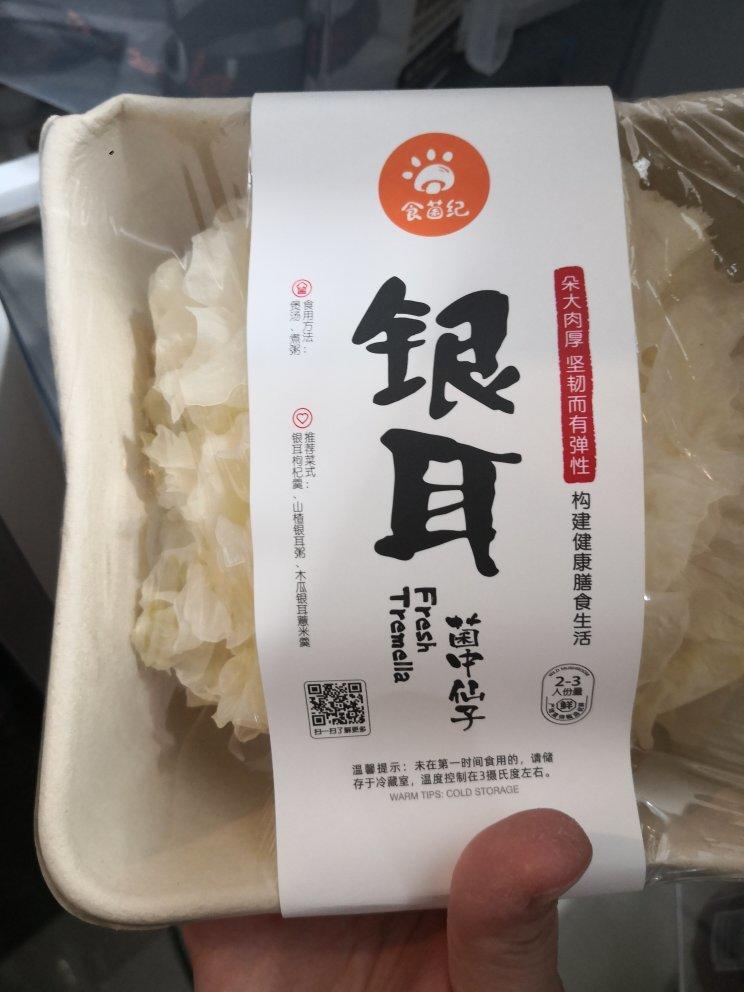 食菌纪
银耳
Fresh
Tremella
菌中仙子
朵大肉厚 坚韧而有弹性
构建健康膳食生活
食用方法：
煲汤、煮粥
推荐菜式：
银耳枸杞羹、山楂银耳粥、木瓜银耳薏米羹
扫一扫了解更多
WILD MUSHROOM
2-3
人份量
鲜
温馨提示：未在第一时间食用的，请储
存于冷藏室，温度控制在3摄氏度左右。
WARM TIPS: COLD STORAGE